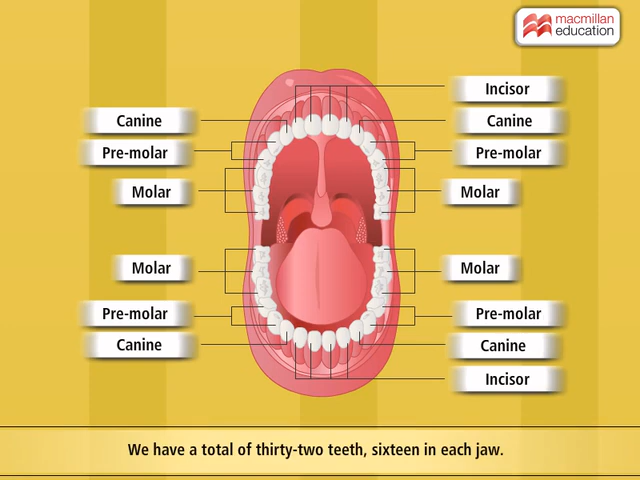 macmillan
education
Incisor
Canine
Canine
Pre-molar
Pre-molar
Molar
Molar
Molar
Molar
Pre-molar
Pre-molar
Canine
Canine
Incisor
We have a total of thirty-two teeth, sixteen in each jaw.